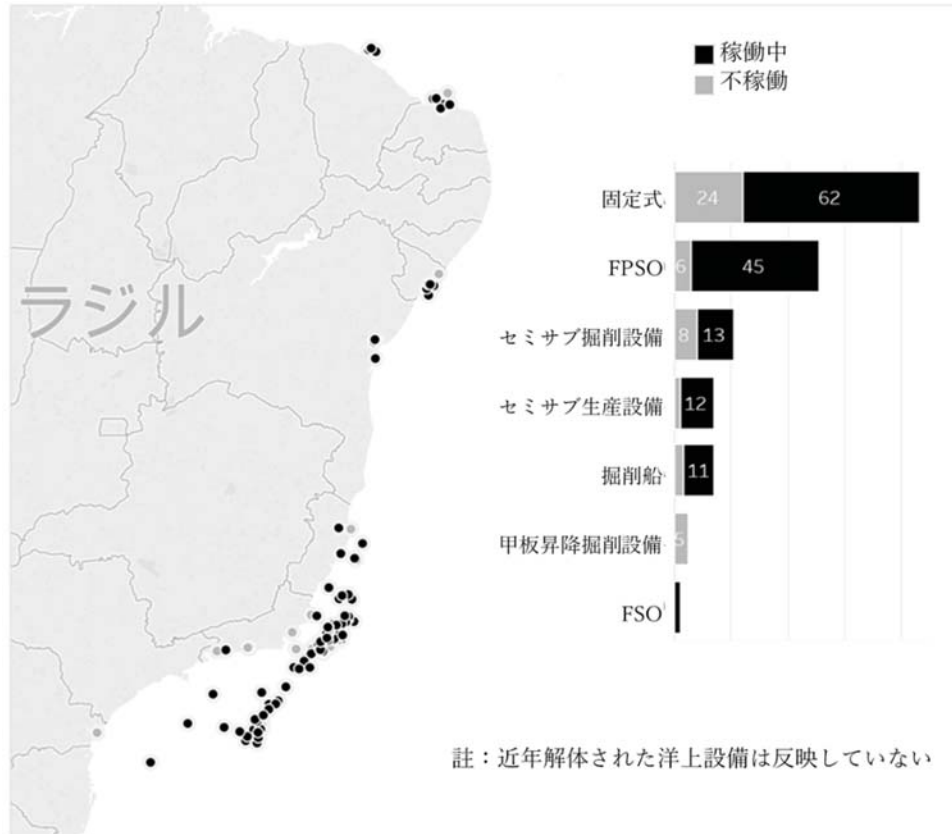 稼働中
不稼働
ラジル
固定式
24
62
FPSO
6
45
セミサブ掘削設備
8
13
セミサブ生産設備
12
掘削船
11
甲板昇降掘削設備
5
FSO
註：近年解体された洋上設備は反映していない